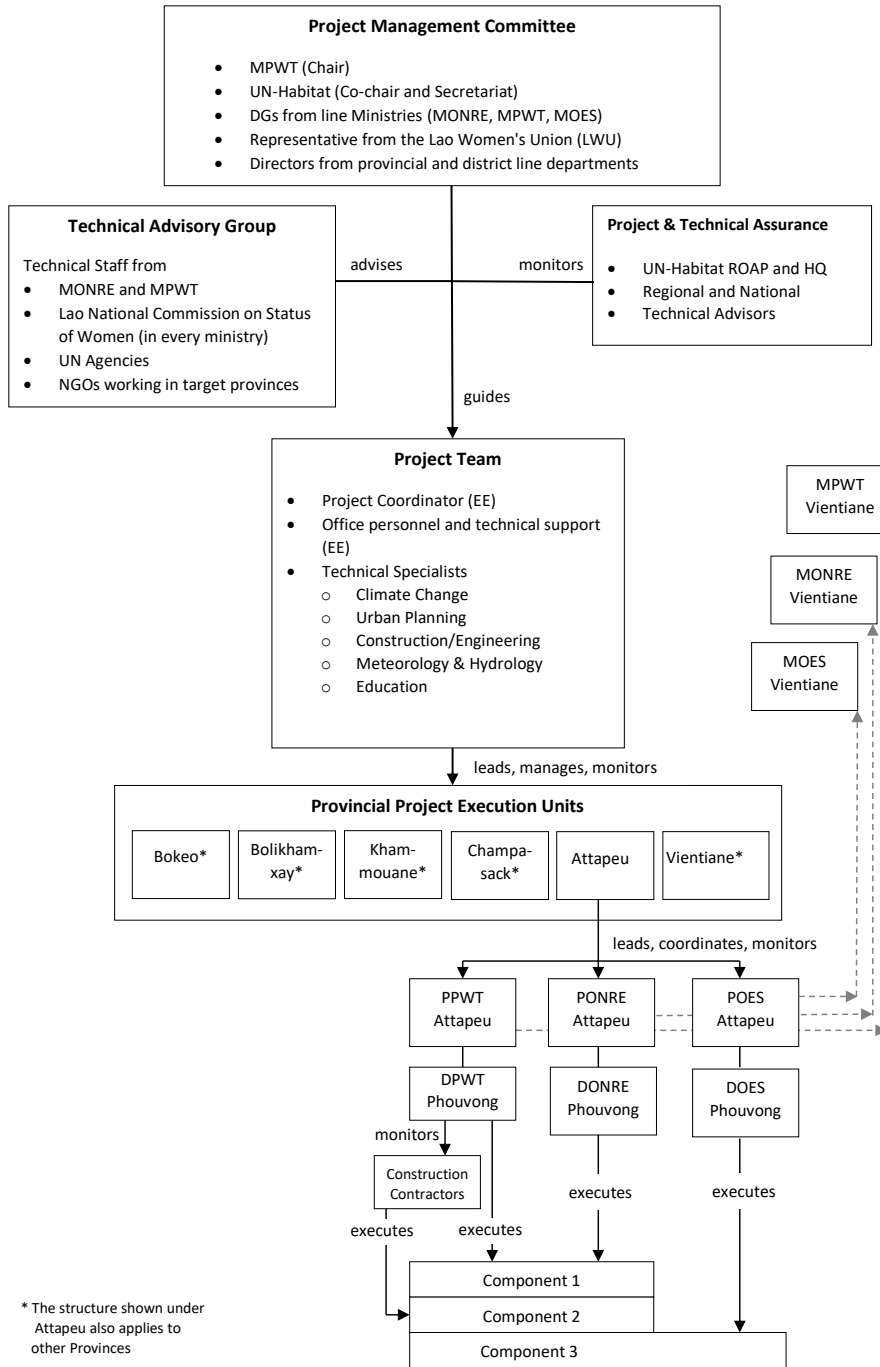 Project Management Committee
• MPWT (Chair)
• UN-Habitat (Co-chair and Secretariat)
• DGs from line Ministries (MONRE, MPWT, MOES)
• Representative from the Lao Women's Union (LWU)
• Directors from provincial and district line departments
Technical Advisory Group
Technical Staff from
• MONRE and MPWT
• Lao National Commission on Status
of Women (in every ministry)
• UN Agencies
• NGOs working in target provinces
advises
monitors
Project & Technical Assurance
• UN-Habitat ROAP and HQ
• Regional and National
• Technical Advisors
guides
Project Team
• Project Coordinator (EE)
• Office personnel and technical support
(EE)
• Technical Specialists
o Climate Change
o Urban Planning
o Construction/Engineering
o Meteorology & Hydrology
o Education
MPWT
Vientiane
MONRE
Vientiane
MOES
Vientiane
leads, manages, monitors
Provincial Project Execution Units
Bokeo*
Bolikham-
xay*
Kham-
mouane*
Champa-
sack*
Attapeu
Vientiane*
leads, coordinates, monitors
PPWT
Attapeu
PONRE
Attapeu
POES
Attapeu
DPWT
Phouvong
DONRE
Phouvong
DOES
Phouvong
monitors
Construction
Contractors
executes
executes
executes
executes
Component 1
Component 2
Component 3
* The structure shown under
Attapeu also applies to
other Provinces